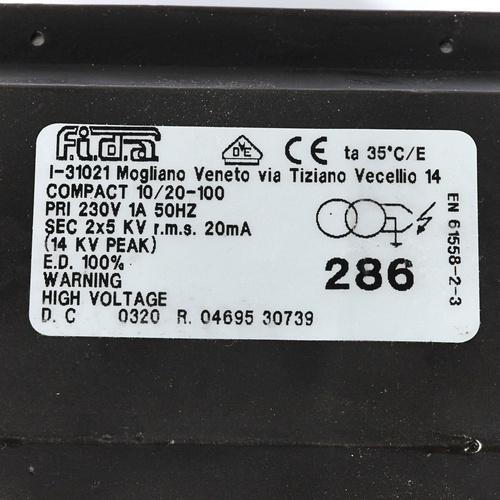 f.i.d.a
DVE
CE
ta 35°C/E
I-31021 Mogliano Veneto via Tiziano Vecellio 14
COMPACT 10/20-100
PRI 230V 1A 50HZ
SEC 2x5 KV r.m.s. 20mA
(14 KV PEAK)
E.D. 100%
WARNING
HIGH VOLTAGE
D. C 0320 R. 04695 30739
286
EN 61558-2-3